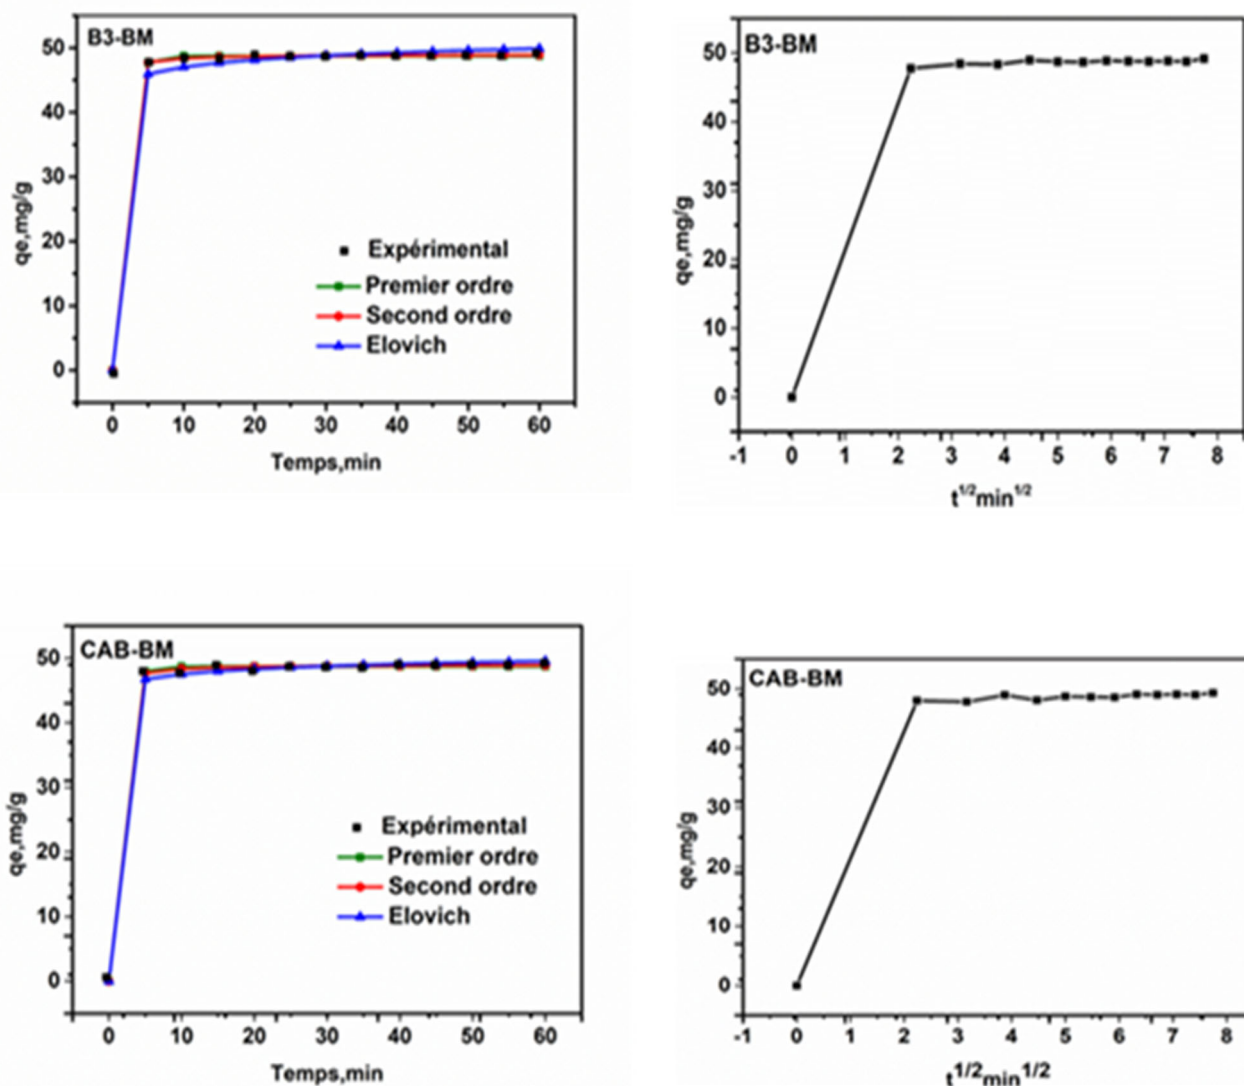 B3-BM
50
40
30
20
10
0
qe,mg/g
Expérimental
Premier ordre
Second ordre
Elovich
0 10 20 30 40 50 60
Temps,min
B3-BM
50
40
30
20
10
0
qe,mg/g
-1 0 1 2 3 4 5 6 7 8
t1/2min1/2
CAB-BM
50
40
30
20
10
0
qe,mg/g
Expérimental
Premier ordre
Second ordre
Elovich
0 10 20 30 40 50 60
Temps,min
CAB-BM
50
40
30
20
10
0
qe,mg/g
-1 0 1 2 3 4 5 6 7 8
t1/2min1/2